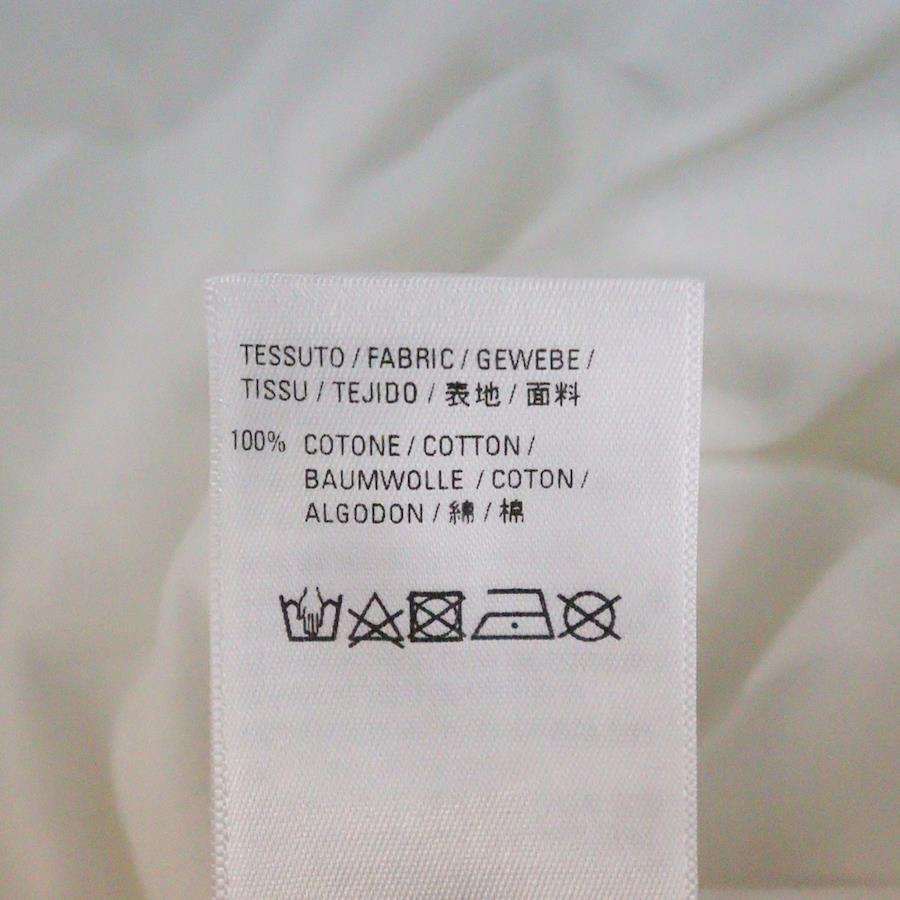 TESSUTO / FABRIC / GEWEBE /
TISSU / TEJIDO / 表地 / 面料
100% COTONE / COTTON /
BAUMWOLLE / COTON /
ALGODON / 綿 / 棉